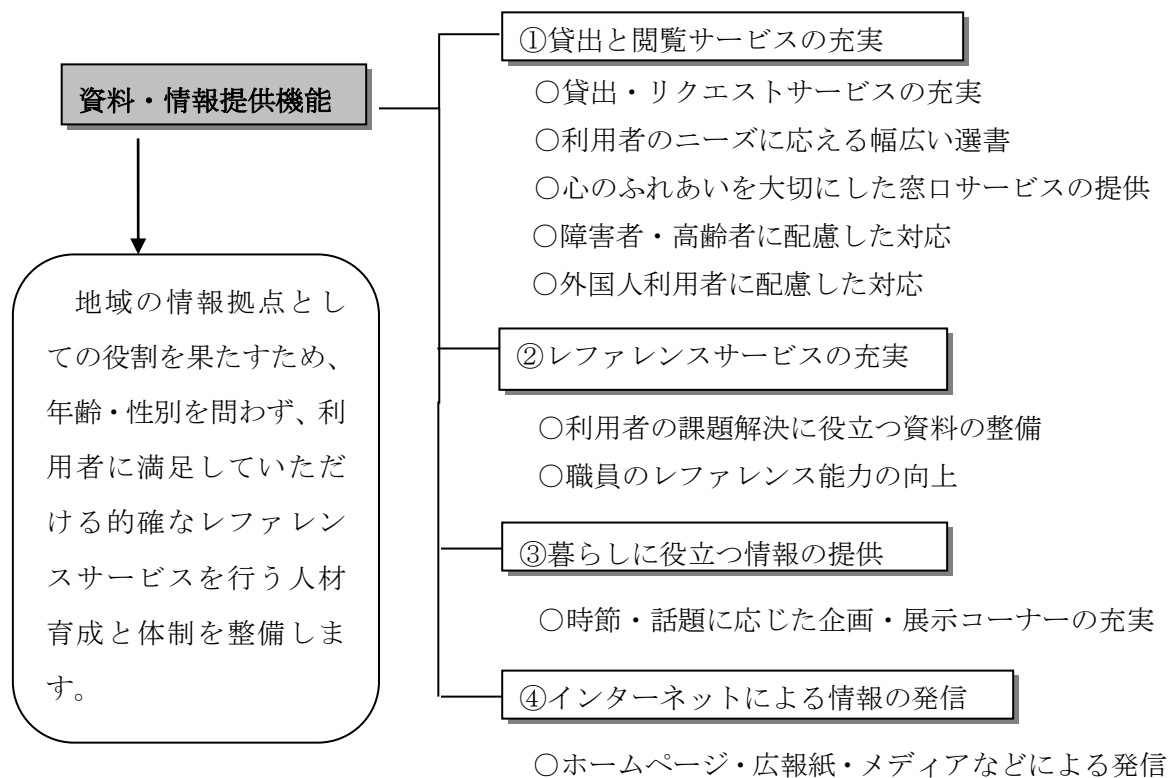 資料・情報提供機能
地域の情報拠点とし
ての役割を果たすため、
年齢・性別を問わず、利
用者に満足していただ
ける的確なレファレン
スサービスを行う人材
育成と体制を整備しま
す。
①貸出と閲覧サービスの充実
○貸出・リクエストサービスの充実
○利用者のニーズに応える幅広い選書
○心のふれあいを大切にした窓口サービスの提供
○障害者・高齢者に配慮した対応
○外国人利用者に配慮した対応
②レファレンスサービスの充実
○利用者の課題解決に役立つ資料の整備
○職員のレファレンス能力の向上
③暮らしに役立つ情報の提供
○時節・話題に応じた企画・展示コーナーの充実
④インターネットによる情報の発信
○ホームページ・広報紙・メディアなどによる発信